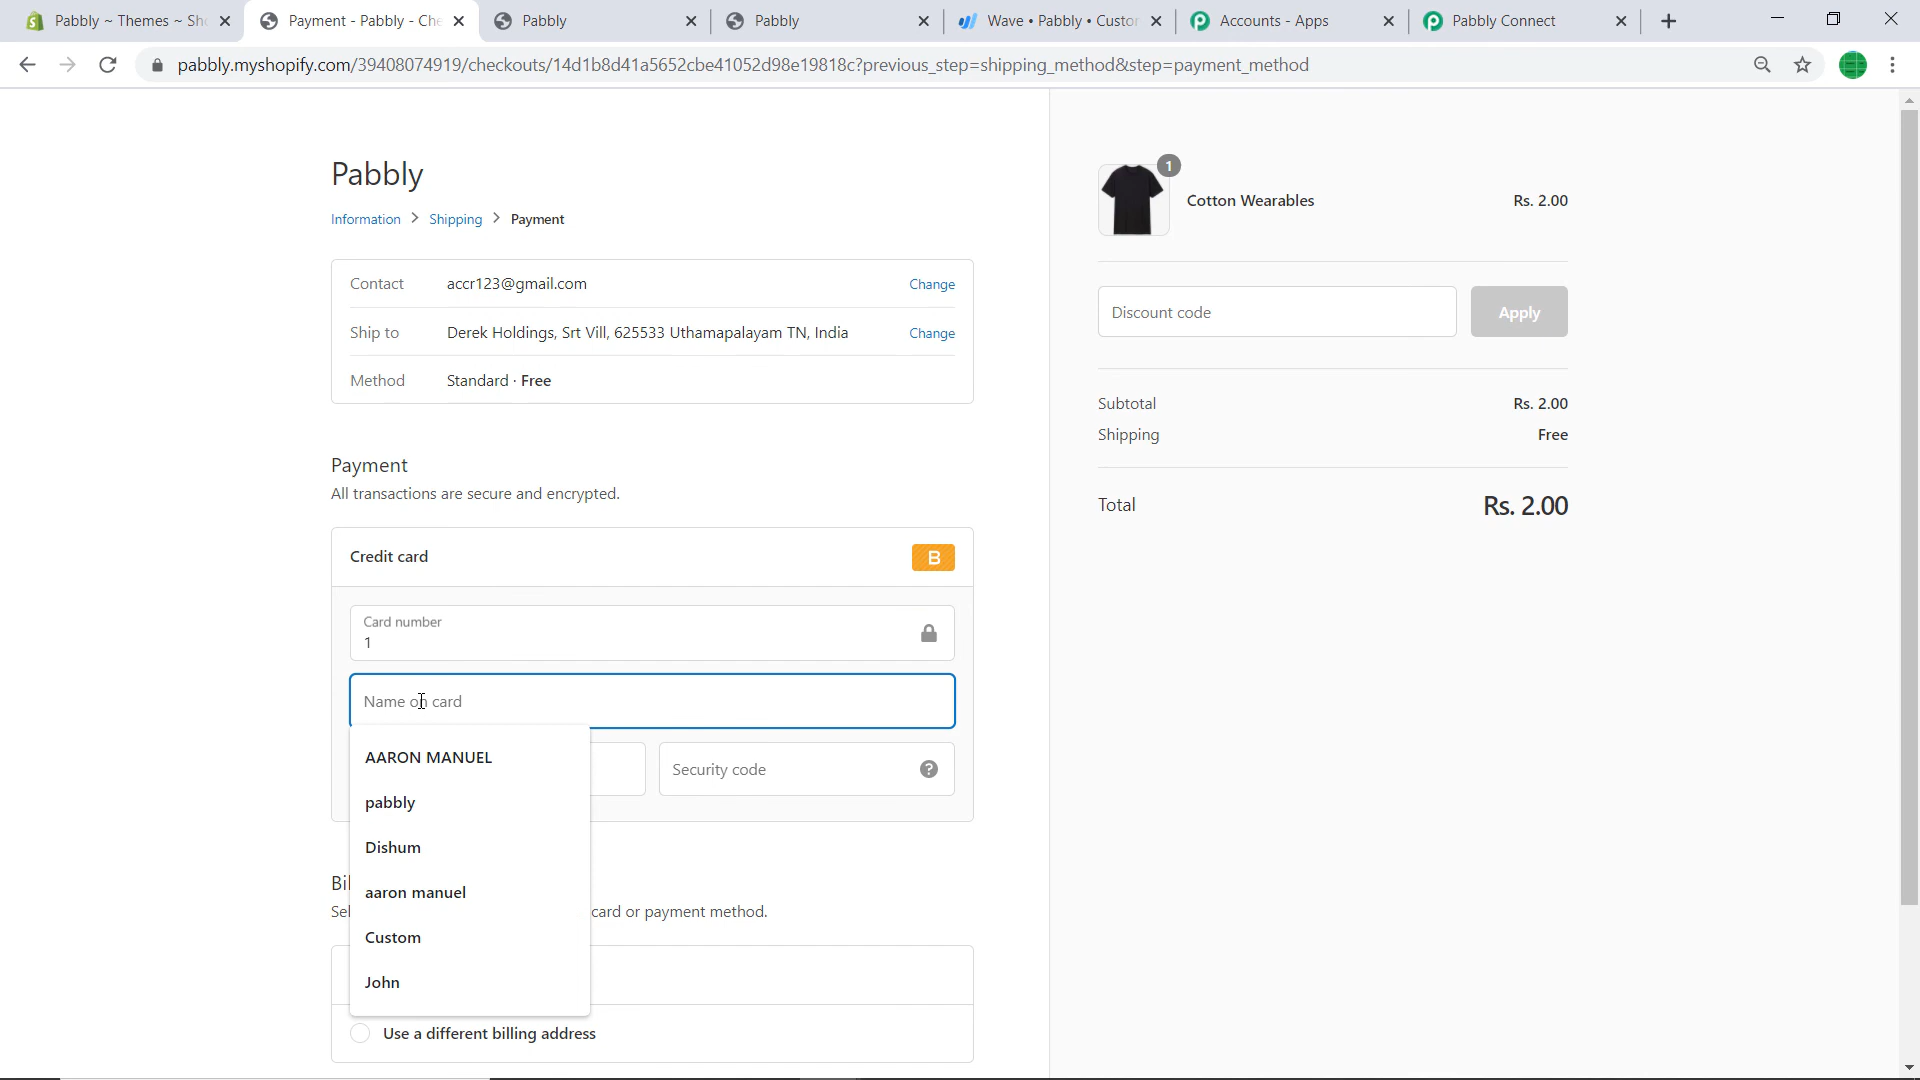 Pabbly ~ Themes ~ Sh
Payment - Pabbly - Che
Pabbly
Pabbly
Wave • Pabbly • Custor
Accounts - Apps
Pabbly Connect
pabbly.myshopify.com/39408074919/checkouts/14d1b8d41a5652cbe41052d98e19818c?previous_step=shipping_method&step=payment_method
Pabbly
Information > Shipping > Payment
Contact accr123@gmail.com Change
Ship to Derek Holdings, Srt Vill, 625533 Uthamapalayam TN, India Change
Method Standard · Free
Payment
All transactions are secure and encrypted.
Credit card B
Card number
1
Name on card
AARON MANUEL
pabbly
Dishum
aaron manuel
Custom
John
Security code ?
Bil
Sel card or payment method.
Use a different billing address
1
Cotton Wearables Rs. 2.00
Discount code Apply
Subtotal Rs. 2.00
Shipping Free
Total Rs. 2.00